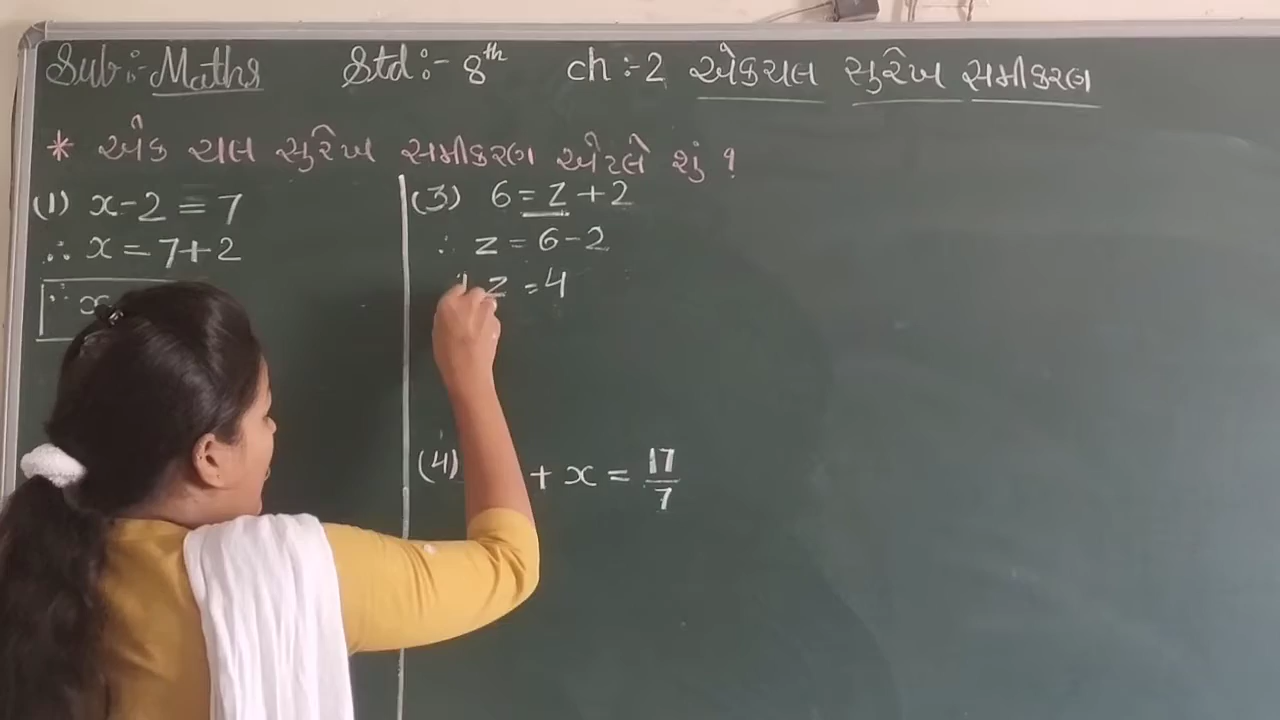 Sub :- Maths Std :- 8th ch :- 2 એકચલ સુરેખ સમીકરણ
* એક ચલ સુરેખ સમીકરણ એટલે શું ?
(1) x - 2 = 7
∴ x = 7 + 2
∴ x
(3) 6 = z + 2
∴ z = 6 - 2
∴ z = 4
(4) + x = 17/7